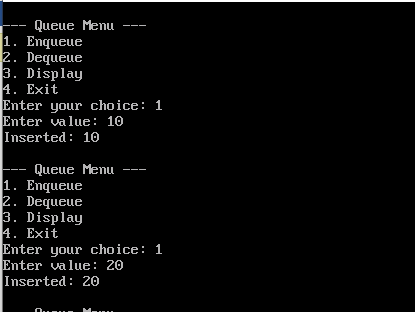 --- Queue Menu ---
1. Enqueue
2. Dequeue
3. Display
4. Exit
Enter your choice: 1
Enter value: 10
Inserted: 10
--- Queue Menu ---
1. Enqueue
2. Dequeue
3. Display
4. Exit
Enter your choice: 1
Enter value: 20
Inserted: 20
--- Queue Menu